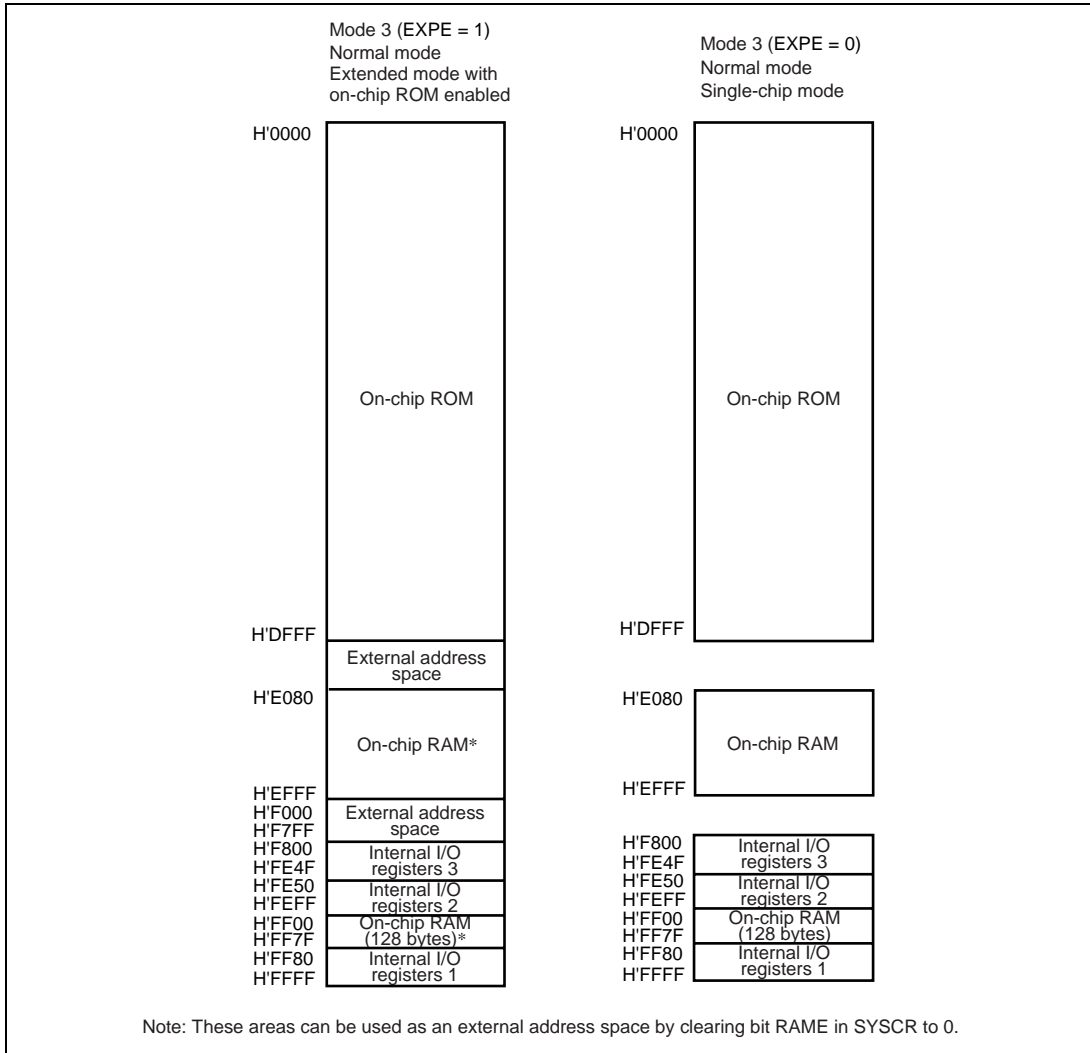 Mode 3 (EXPE = 1)
Normal mode
Extended mode with
on-chip ROM enabled
H'0000
On-chip ROM
H'DFFF
External address
space
H'E080
On-chip RAM*
H'EFFF
H'F000
External address
space
H'F7FF
H'F800
Internal I/O
registers 3
H'FE4F
H'FE50
Internal I/O
registers 2
H'FEFF
H'FF00
On-chip RAM
(128 bytes)*
H'FF7F
H'FF80
Internal I/O
registers 1
H'FFFF
Mode 3 (EXPE = 0)
Normal mode
Single-chip mode
H'0000
On-chip ROM
H'DFFF
H'E080
On-chip RAM
H'EFFF
H'F800
Internal I/O
registers 3
H'FE4F
H'FE50
Internal I/O
registers 2
H'FEFF
H'FF00
On-chip RAM
(128 bytes)
H'FF7F
H'FF80
Internal I/O
registers 1
H'FFFF
Note: These areas can be used as an external address space by clearing bit RAME in SYSCR to 0.